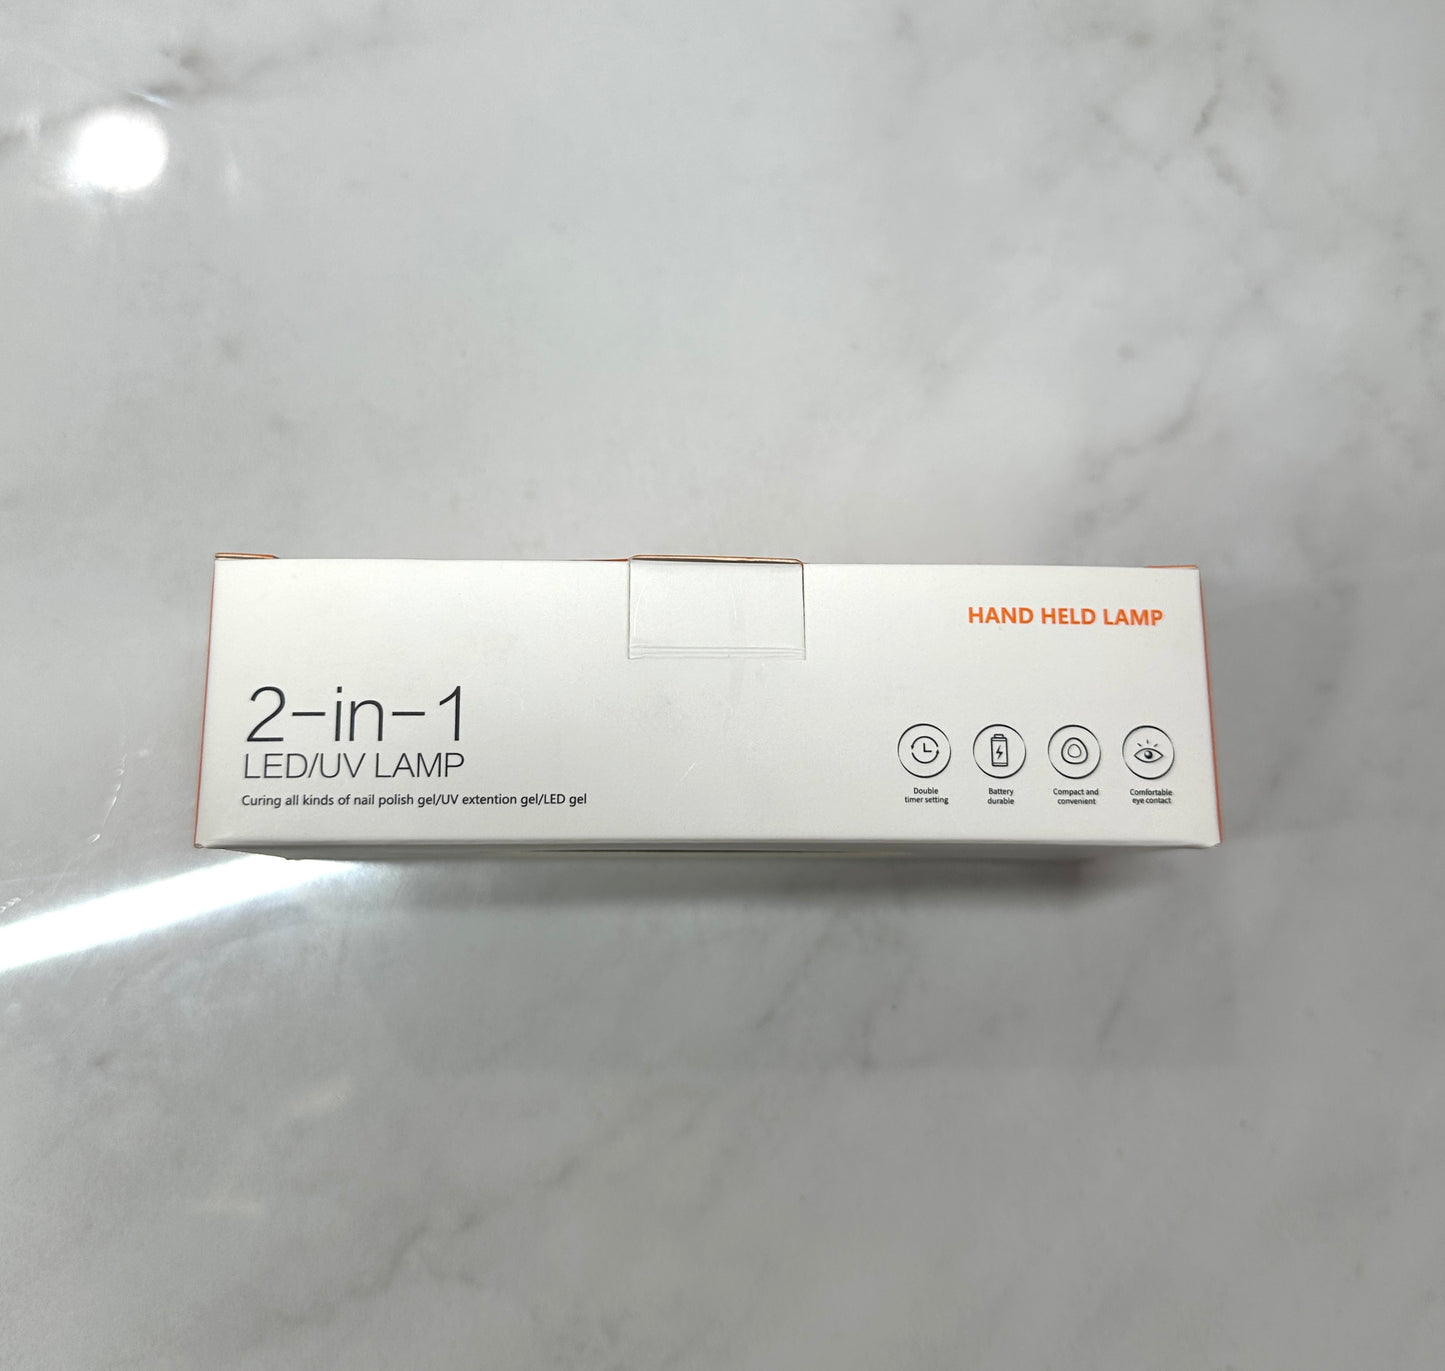 HAND HELD LAMP
2-in-1
LED/UV LAMP
Curing all kinds of nail polish gel/UV extention gel/LED gel
Double
timer setting
Battery
durable
Compact and
convenient
Comfortable
eye contact